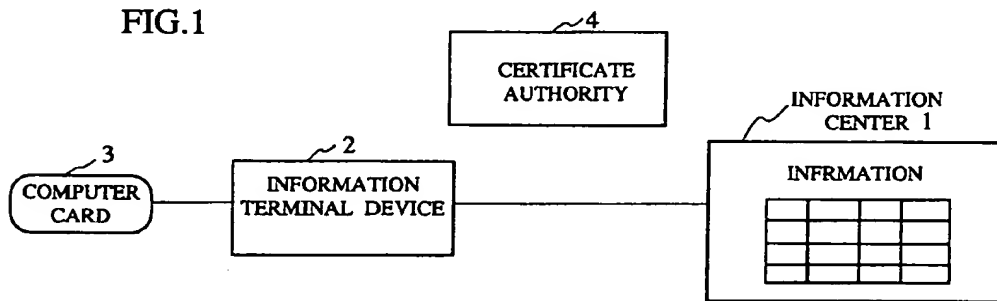 FIG.1
4
CERTIFICATE
AUTHORITY
INFORMATION
CENTER 1
3
COMPUTER
CARD
2
INFORMATION
TERMINAL DEVICE
INFRMATION